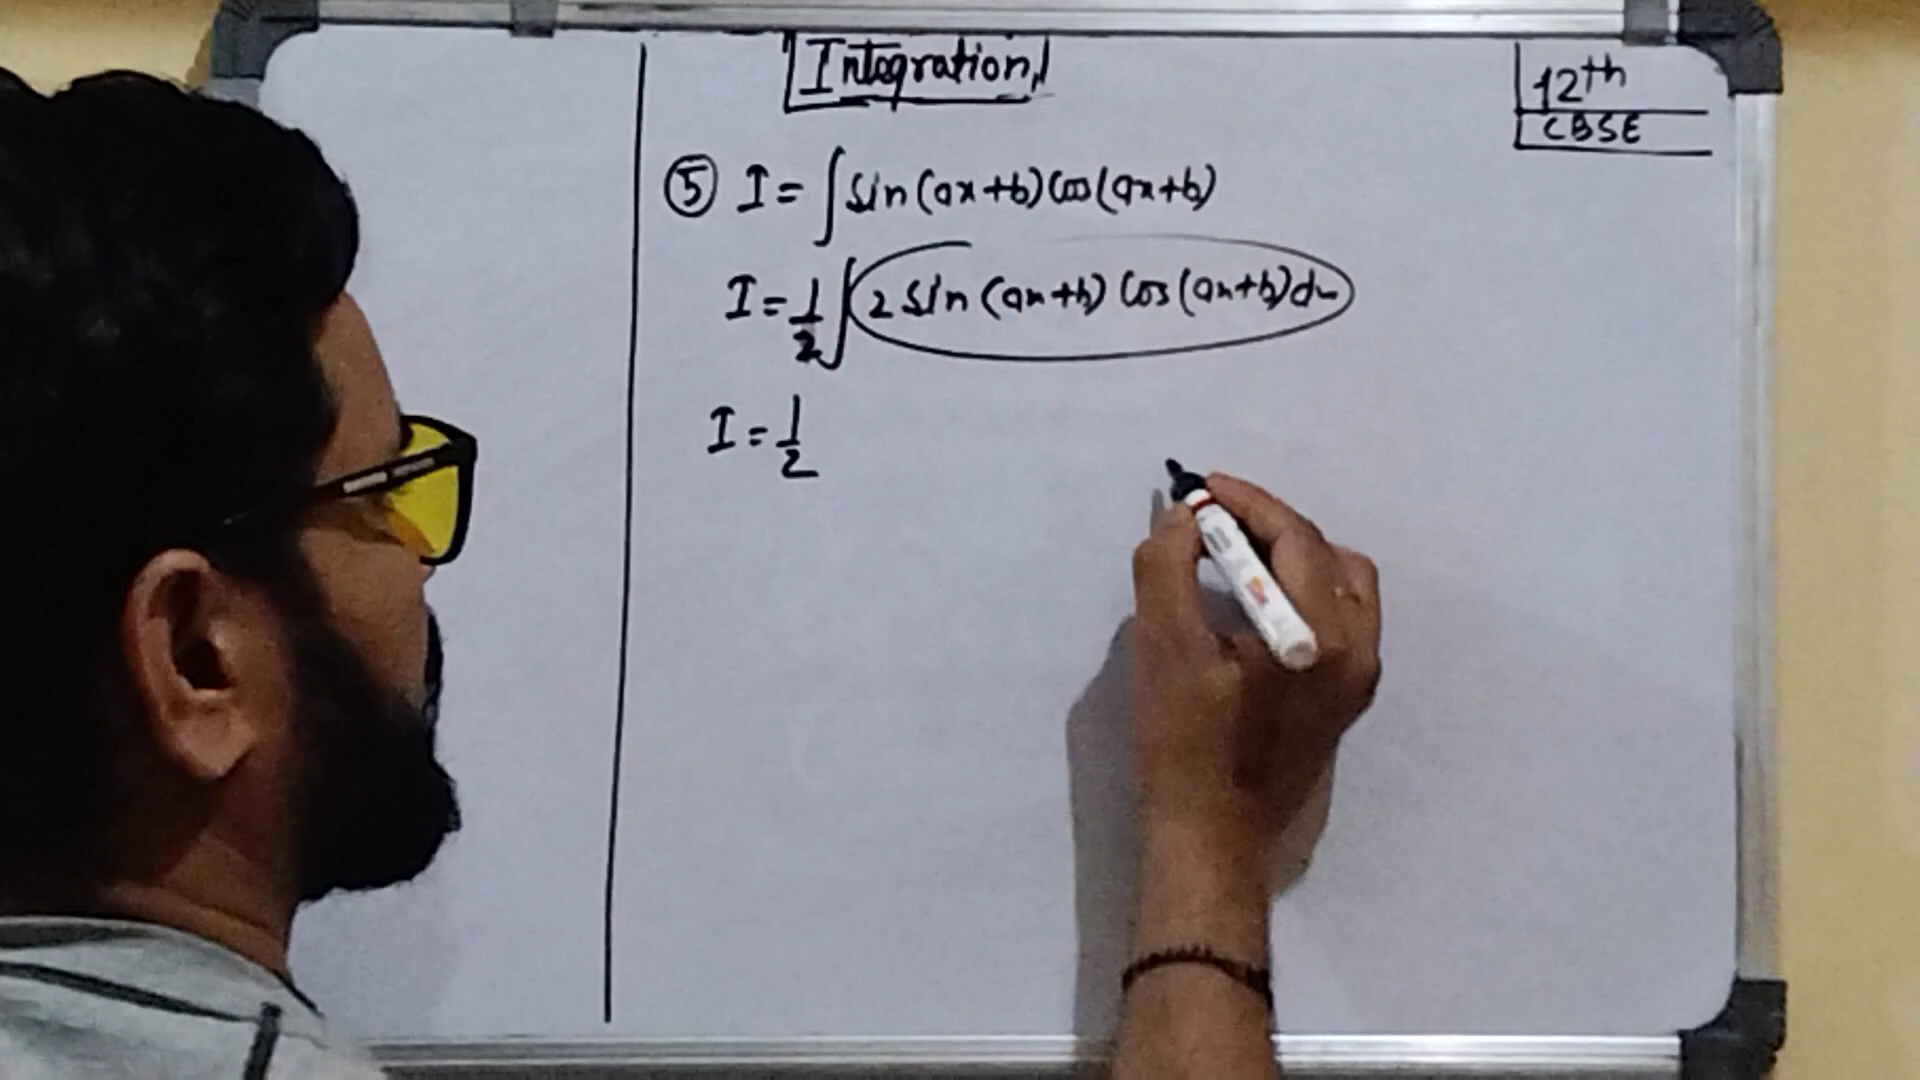 Integration
12th
CBSE
⑤ I = ∫ sin (ax+b) cos (ax+b)
I = 1/2 ∫ 2 sin (ax+b) cos (ax+b) dx
I = 1/2